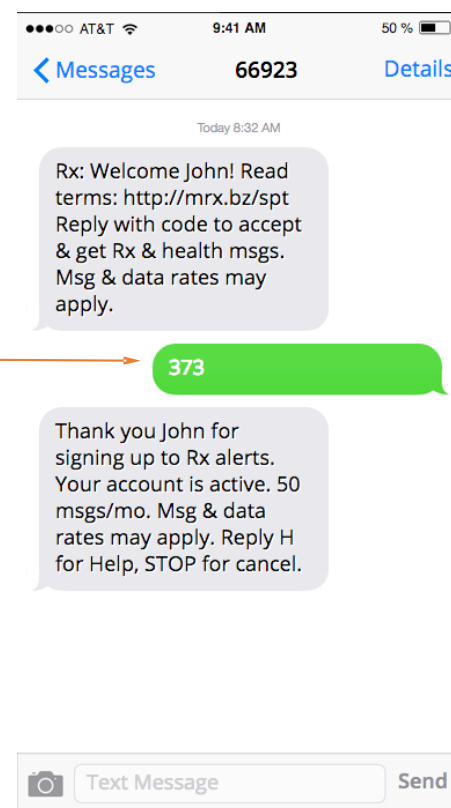 AT&T 9:41 AM 50 %
Messages 66923 Details
Today 8:32 AM
Rx: Welcome John! Read
terms: http://mrx.bz/spt
Reply with code to accept
& get Rx & health msgs.
Msg & data rates may
apply.
373
Thank you John for
signing up to Rx alerts.
Your account is active. 50
msgs/mo. Msg & data
rates may apply. Reply H
for Help, STOP for cancel.
Text Message Send